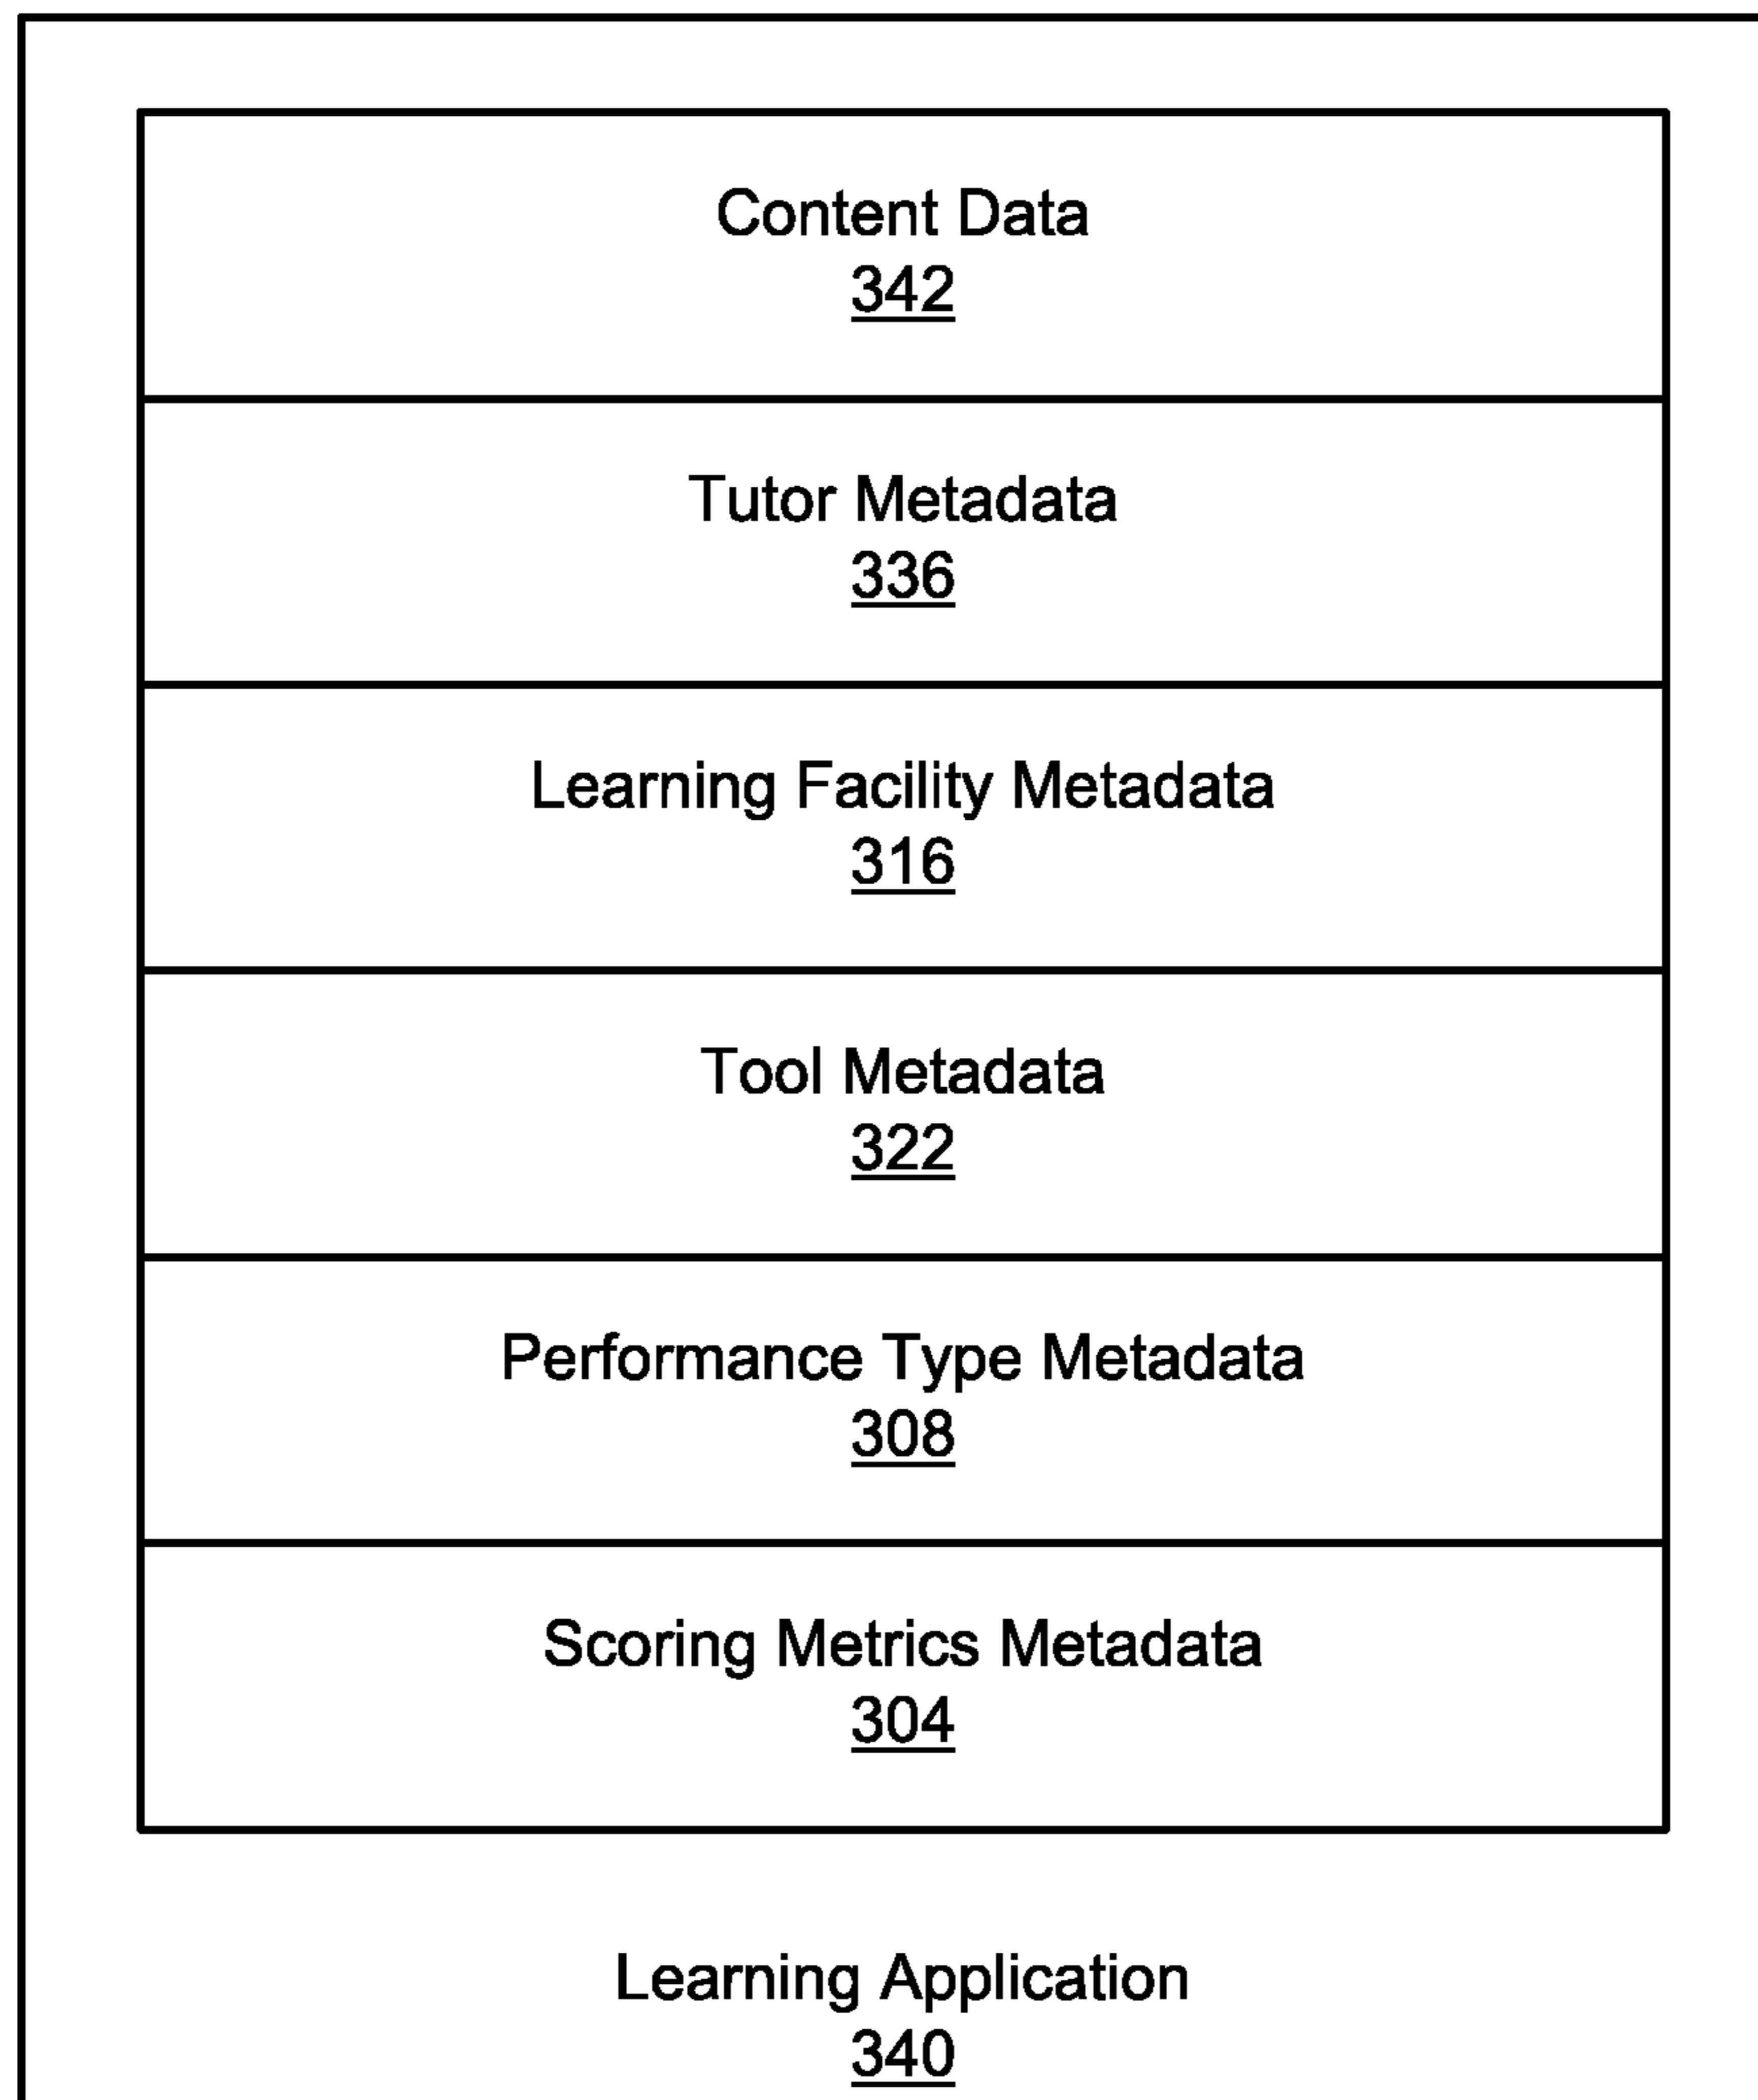 Content Data
342
Tutor Metadata
336
Learning Facility Metadata
316
Tool Metadata
322
Performance Type Metadata
308
Scoring Metrics Metadata
304
Learning Application
340